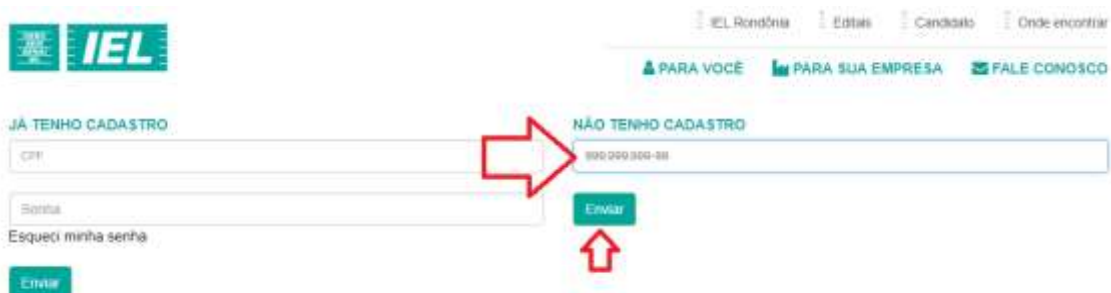 IEL
IEL Rondônia Editais Candidato Onde encontrar
PARA VOCÊ PARA SUA EMPRESA FALE CONOSCO
JÁ TENHO CADASTRO
CPF
Senha
Esqueci minha senha
Enviar
NÃO TENHO CADASTRO
999.999.999-99
Enviar